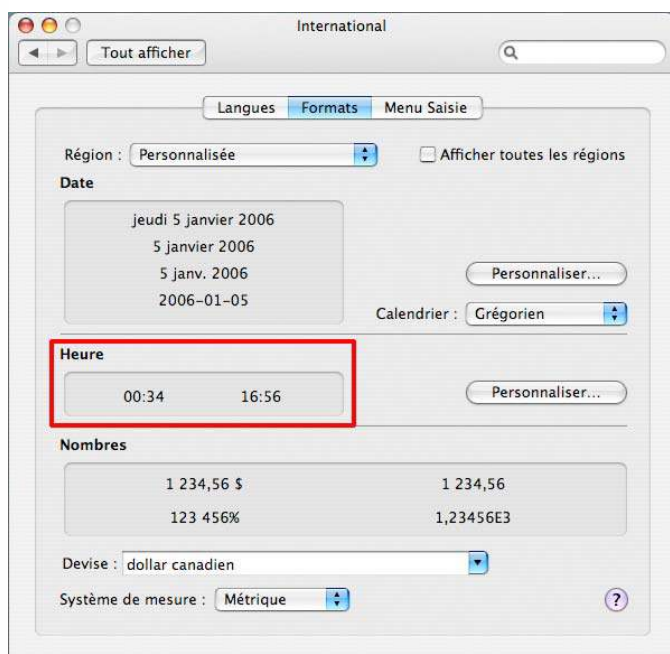 International
Tout afficher
Langues Formats Menu Saisie
Région : Personnalisée Afficher toutes les régions
Date
jeudi 5 janvier 2006
5 janvier 2006
5 janv. 2006
2006-01-05
Personnaliser...
Calendrier : Grégorien
Heure
00:34 16:56
Personnaliser...
Nombres
1 234,56 $ 1 234,56
123 456% 1,23456E3
Devise : dollar canadien
Système de mesure : Métrique ?